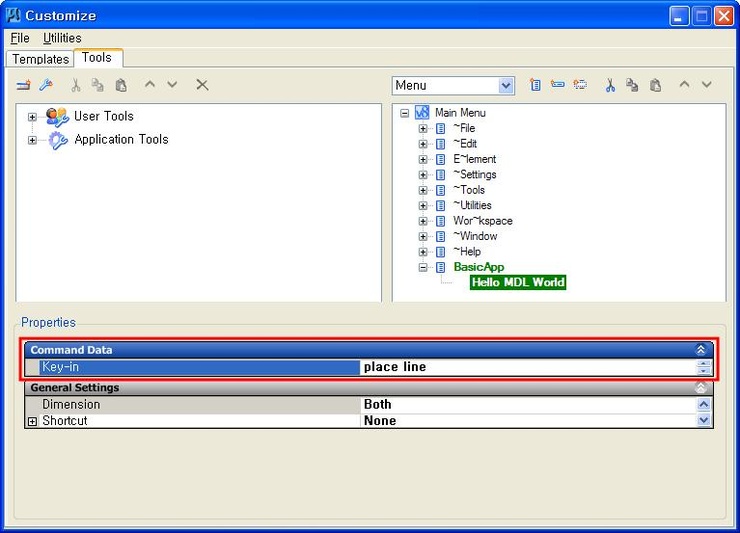 Customize
File Utilities
Templates Tools
Menu
User Tools
Application Tools
V8 Main Menu
~File
~Edit
E~lement
~Settings
~Tools
~Utilities
Wor~kspace
~Window
~Help
BasicApp
Hello MDL World
Properties
Command Data
Key-in place line
General Settings
Dimension Both
Shortcut None